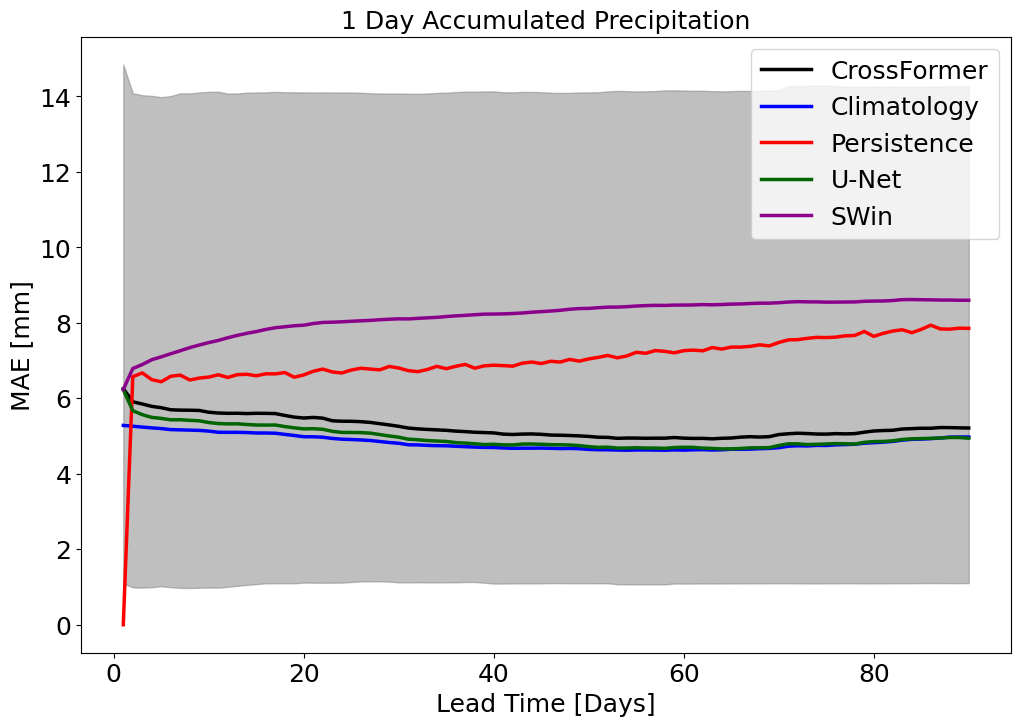 1 Day Accumulated Precipitation
MAE [mm]
14
12
10
8
6
4
2
0
CrossFormer
Climatology
Persistence
U-Net
SWin
0 20 40 60 80
Lead Time [Days]